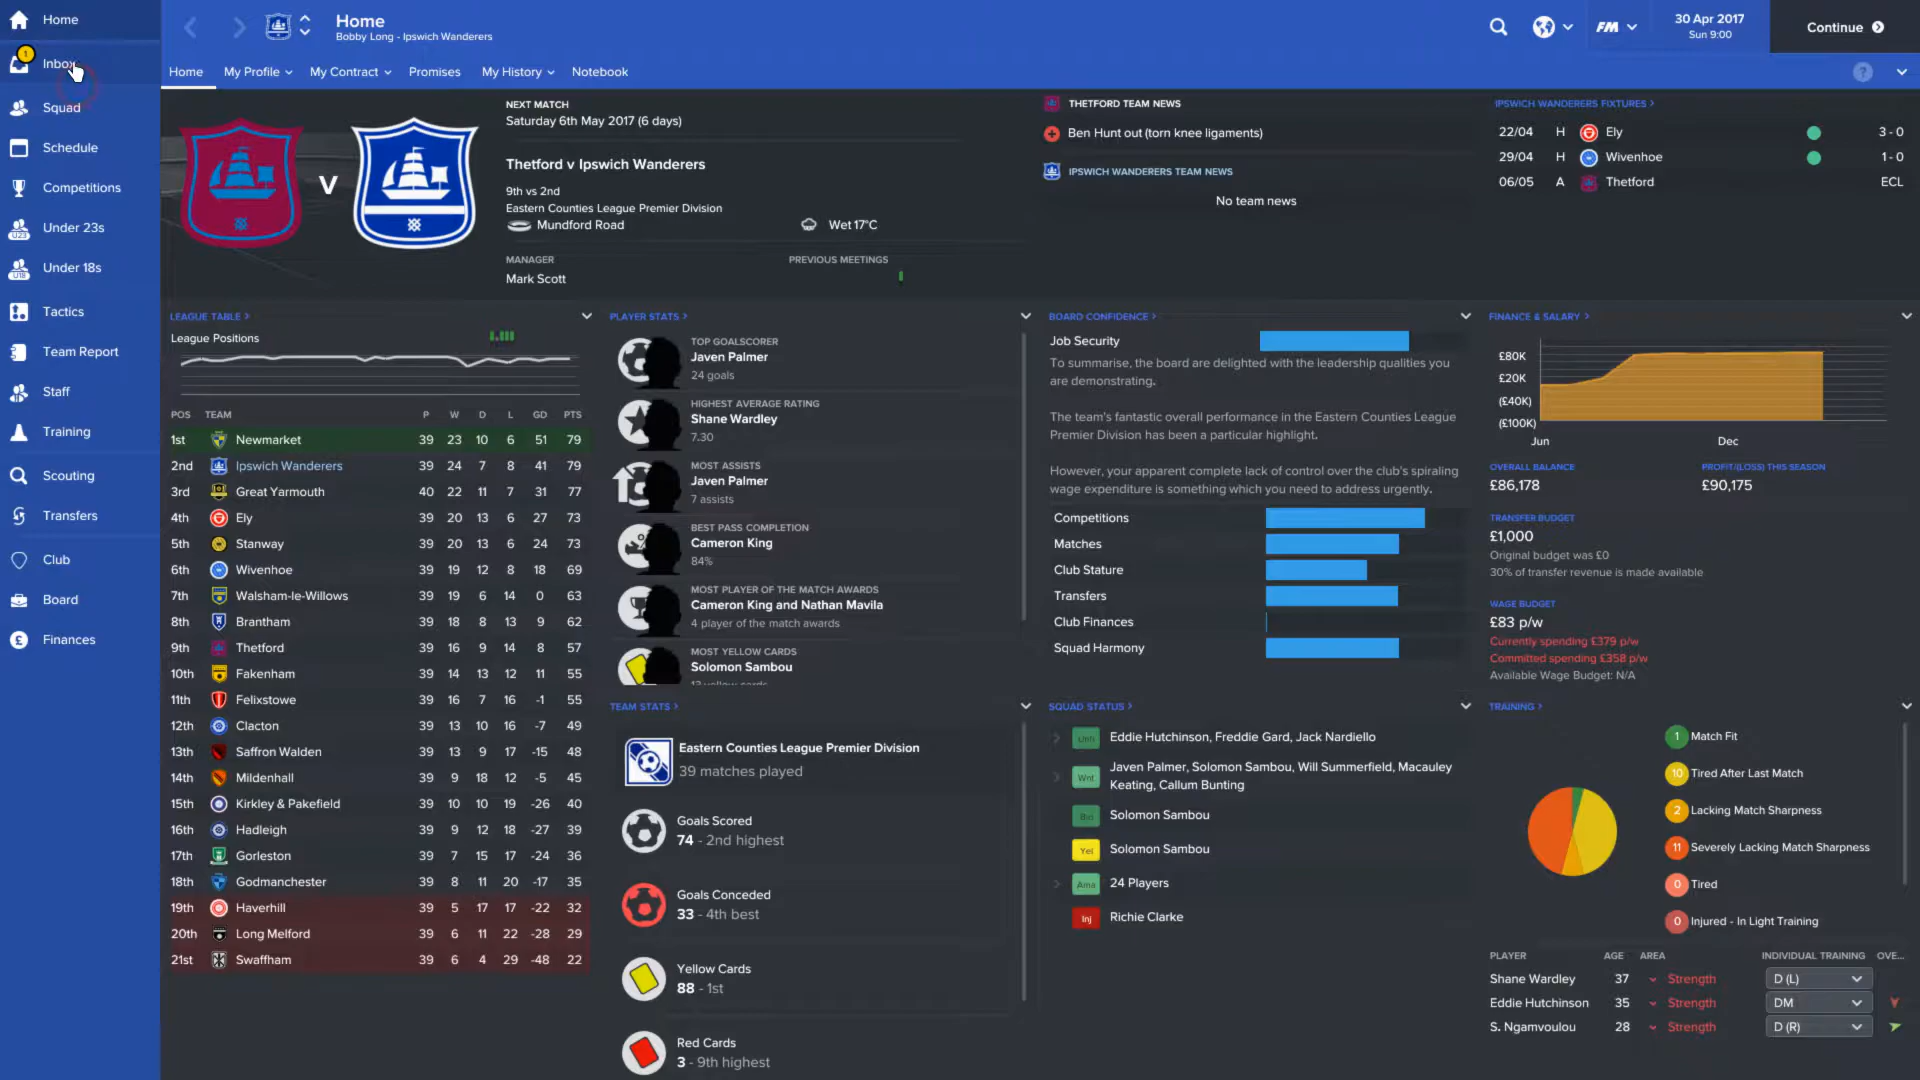 Home
1
Inbox
Squad
Schedule
Competitions
Under 23s
Under 18s
Tactics
Team Report
Staff
Training
Scouting
Transfers
Club
Board
Finances
Home
Bobby Long - Ipswich Wanderers
FM
30 Apr 2017
Sun 9:00
Continue
Home My Profile My Contract Promises My History Notebook
?
V
NEXT MATCH
Saturday 6th May 2017 (6 days)
Thetford v Ipswich Wanderers
9th vs 2nd
Eastern Counties League Premier Division
Mundford Road Wet 17°C
MANAGER PREVIOUS MEETINGS
Mark Scott
THETFORD TEAM NEWS
Ben Hunt out (torn knee ligaments)
IPSWICH WANDERERS TEAM NEWS
No team news
IPSWICH WANDERERS FIXTURES >
22/04 H Ely 3 - 0
29/04 H Wivenhoe 1 - 0
06/05 A Thetford ECL
LEAGUE TABLE >
League Positions
POS TEAM P W D L GD PTS
1st Newmarket 39 23 10 6 51 79
2nd Ipswich Wanderers 39 24 7 8 41 79
3rd Great Yarmouth 40 22 11 7 31 77
4th Ely 39 20 13 6 27 73
5th Stanway 39 20 13 6 24 73
6th Wivenhoe 39 19 12 8 18 69
7th Walsham-le-Willows 39 19 6 14 0 63
8th Brantham 39 18 8 13 9 62
9th Thetford 39 16 9 14 8 57
10th Fakenham 39 14 13 12 11 55
11th Felixstowe 39 16 7 16 -1 55
12th Clacton 39 13 10 16 -7 49
13th Saffron Walden 39 13 9 17 -15 48
14th Mildenhall 39 9 18 12 -5 45
15th Kirkley & Pakefield 39 10 10 19 -26 40
16th Hadleigh 39 9 12 18 -27 39
17th Gorleston 39 7 15 17 -24 36
18th Godmanchester 39 8 11 20 -17 35
19th Haverhill 39 5 17 17 -22 32
20th Long Melford 39 6 11 22 -28 29
21st Swaffham 39 6 4 29 -48 22
PLAYER STATS >
TOP GOALSCORER
Javen Palmer
24 goals
HIGHEST AVERAGE RATING
Shane Wardley
7.30
MOST ASSISTS
Javen Palmer
7 assists
BEST PASS COMPLETION
Cameron King
84%
MOST PLAYER OF THE MATCH AWARDS
Cameron King and Nathan Mavila
4 player of the match awards
MOST YELLOW CARDS
Solomon Sambou
TEAM STATS >
Eastern Counties League Premier Division
39 matches played
Goals Scored
74 - 2nd highest
Goals Conceded
33 - 4th best
Yellow Cards
88 - 1st
Red Cards
3 - 9th highest
BOARD CONFIDENCE >
Job Security
To summarise, the board are delighted with the leadership qualities you
are demonstrating.
The team's fantastic overall performance in the Eastern Counties League
Premier Division has been a particular highlight.
However, your apparent complete lack of control over the club's spiraling
wage expenditure is something which you need to address urgently.
Competitions
Matches
Club Stature
Transfers
Club Finances
Squad Harmony
SQUAD STATUS >
Unh Eddie Hutchinson, Freddie Gard, Jack Nardiello
Wnt Javen Palmer, Solomon Sambou, Will Summerfield, Macauley
Keating, Callum Bunting
Solomon Sambou
Yel Solomon Sambou
Ama 24 Players
Inj Richie Clarke
FINANCE & SALARY >
£80K
£20K
(£40K)
(£100K)
Jun Dec
OVERALL BALANCE PROFIT/(LOSS) THIS SEASON
£86,178 £90,175
TRANSFER BUDGET
£1,000
Original budget was £0
30% of transfer revenue is made available
WAGE BUDGET
£83 p/w
Currently spending £379 p/w
Committed spending £358 p/w
Available Wage Budget: N/A
TRAINING >
1 Match Fit
10 Tired After Last Match
2 Lacking Match Sharpness
11 Severely Lacking Match Sharpness
0 Tired
0 Injured - In Light Training
PLAYER AGE AREA INDIVIDUAL TRAINING OVE...
Shane Wardley 37 Strength D (L)
Eddie Hutchinson 35 Strength DM
S. Ngamvoulou 28 Strength D (R)